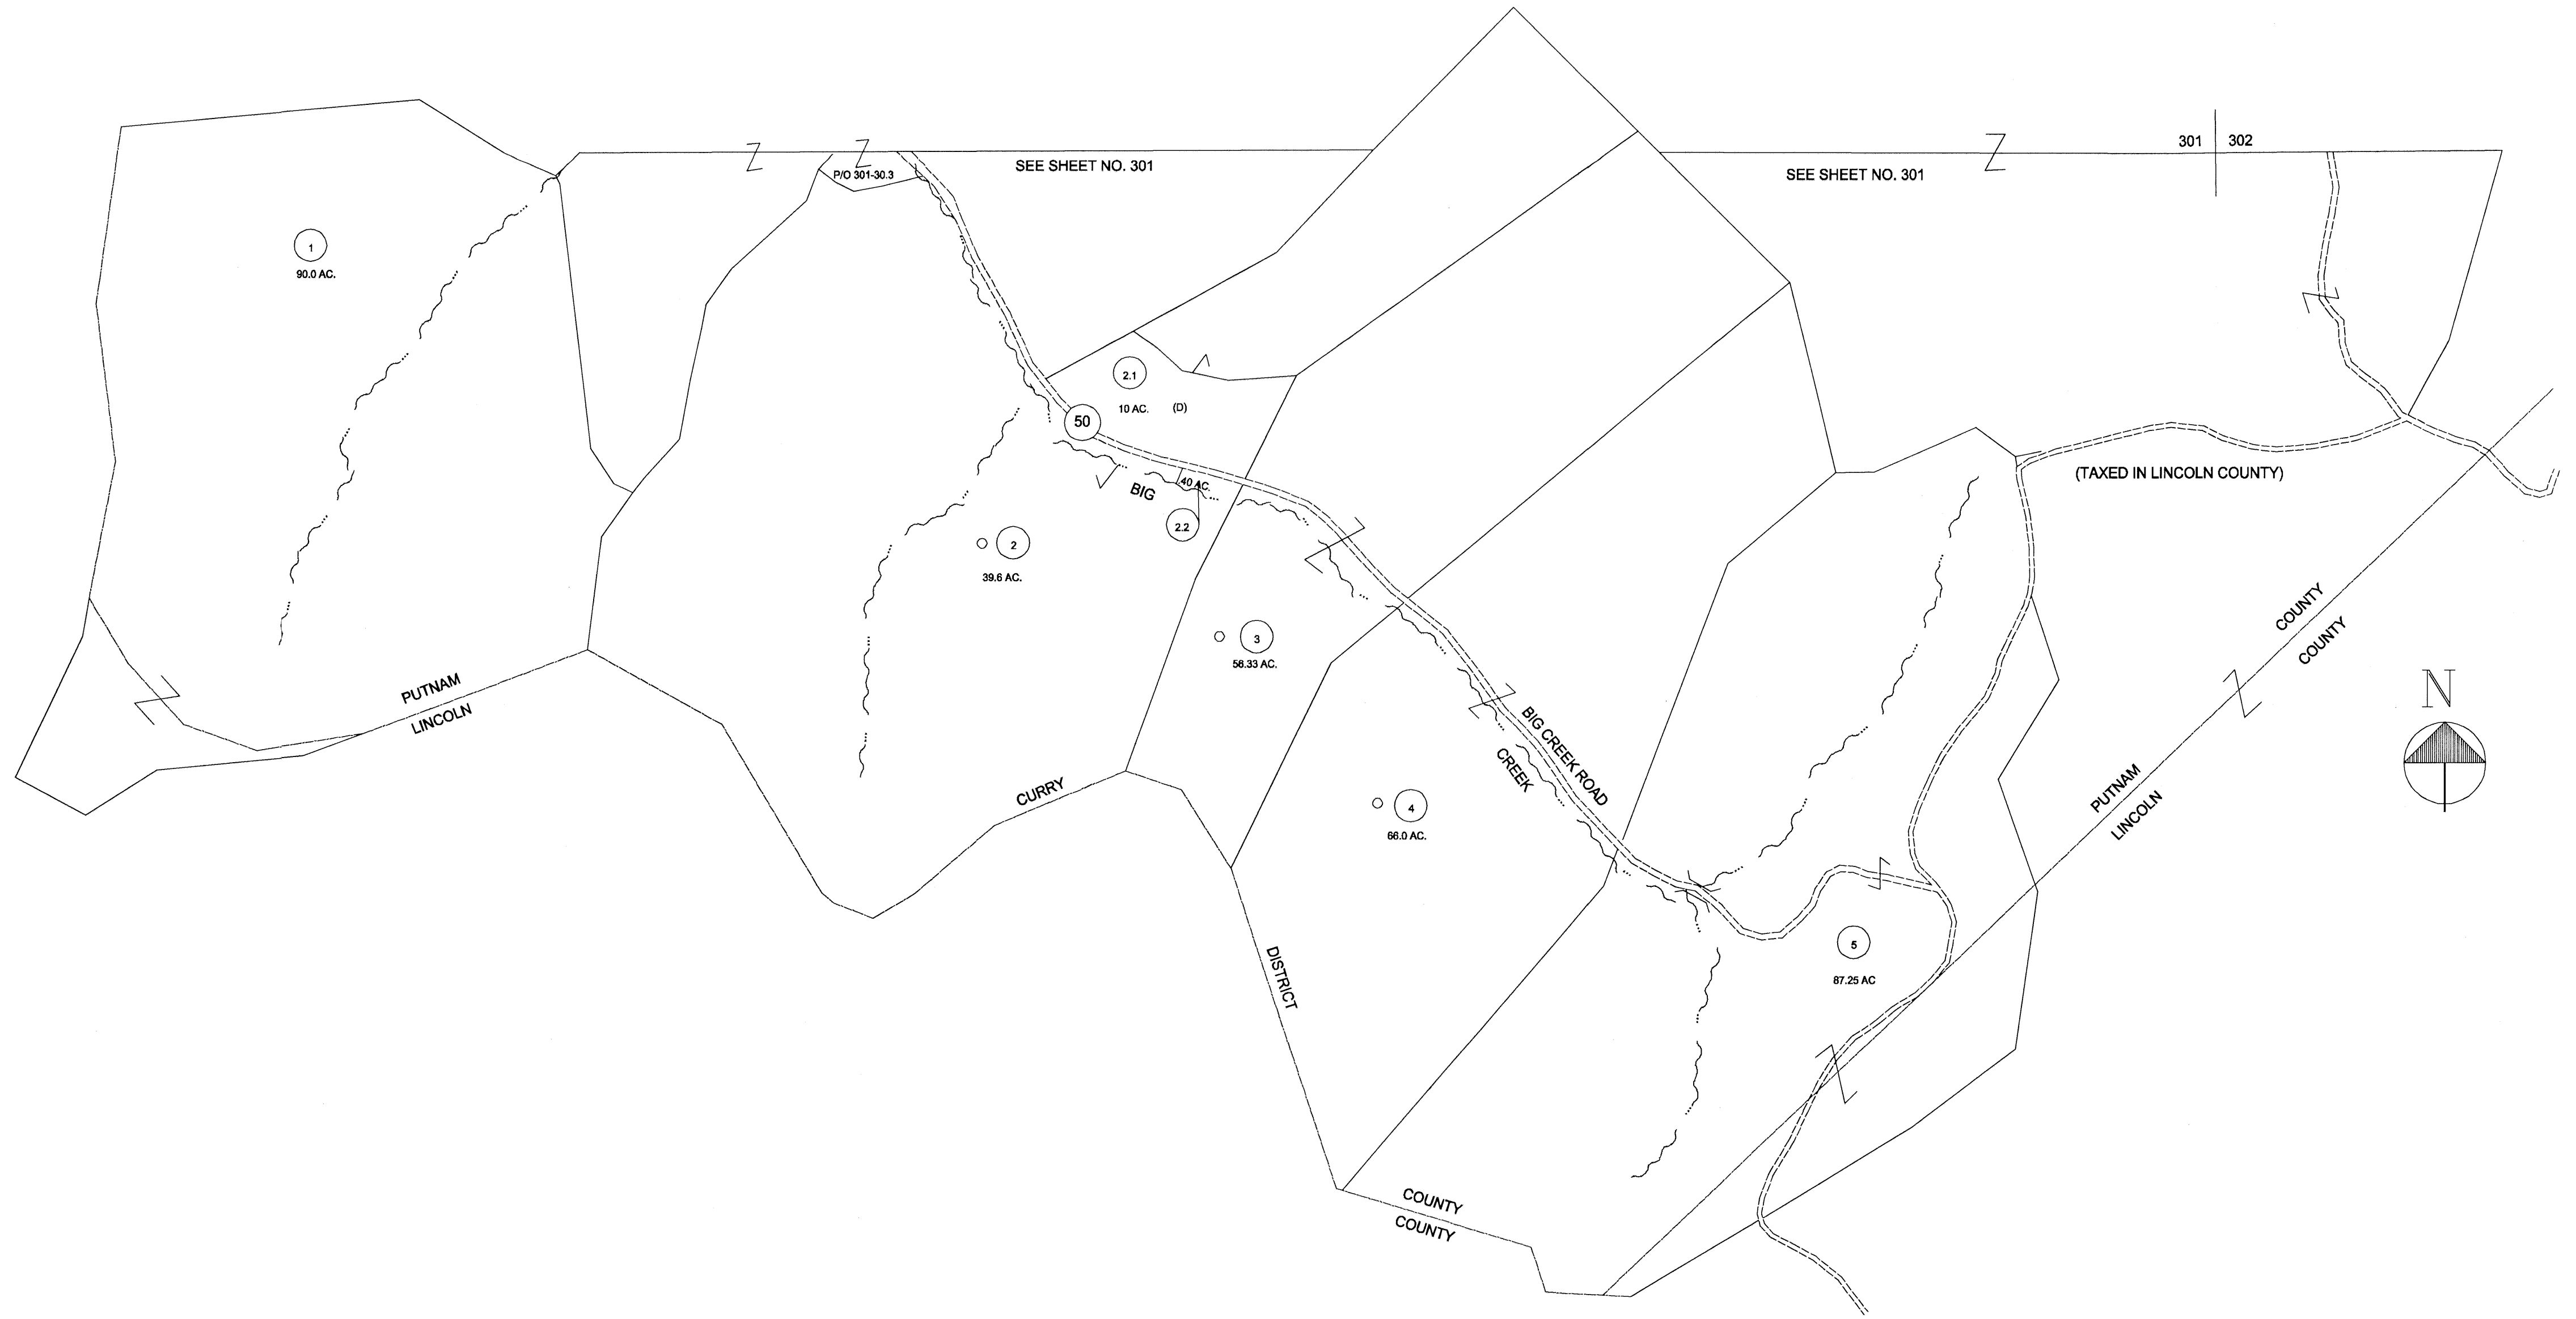 301 302
SEE SHEET NO. 301
P/O 301-30.3
SEE SHEET NO. 301
1
90.0 AC.
2.1
10 AC. (D)
50
(TAXED IN LINCOLN COUNTY)
.40 AC.
BIG
2.2
2
39.6 AC.
COUNTY
COUNTY
3
56.33 AC.
PUTNAM
LINCOLN
N
BIG CREEK ROAD
CREEK
CURRY
PUTNAM
LINCOLN
4
66.0 AC.
5
87.25 AC
DISTRICT
COUNTY
COUNTY